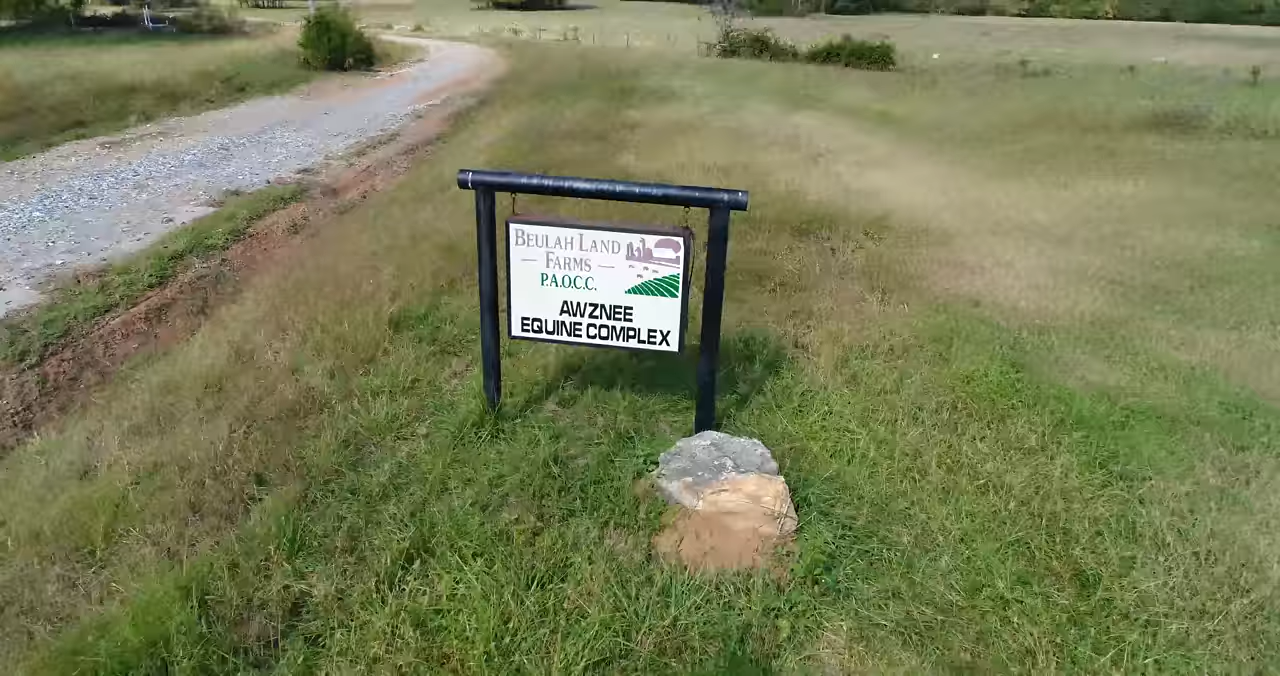 BEULAH LAND
— FARMS —
P.A.O.C.C.
AWZNEE
EQUINE COMPLEX